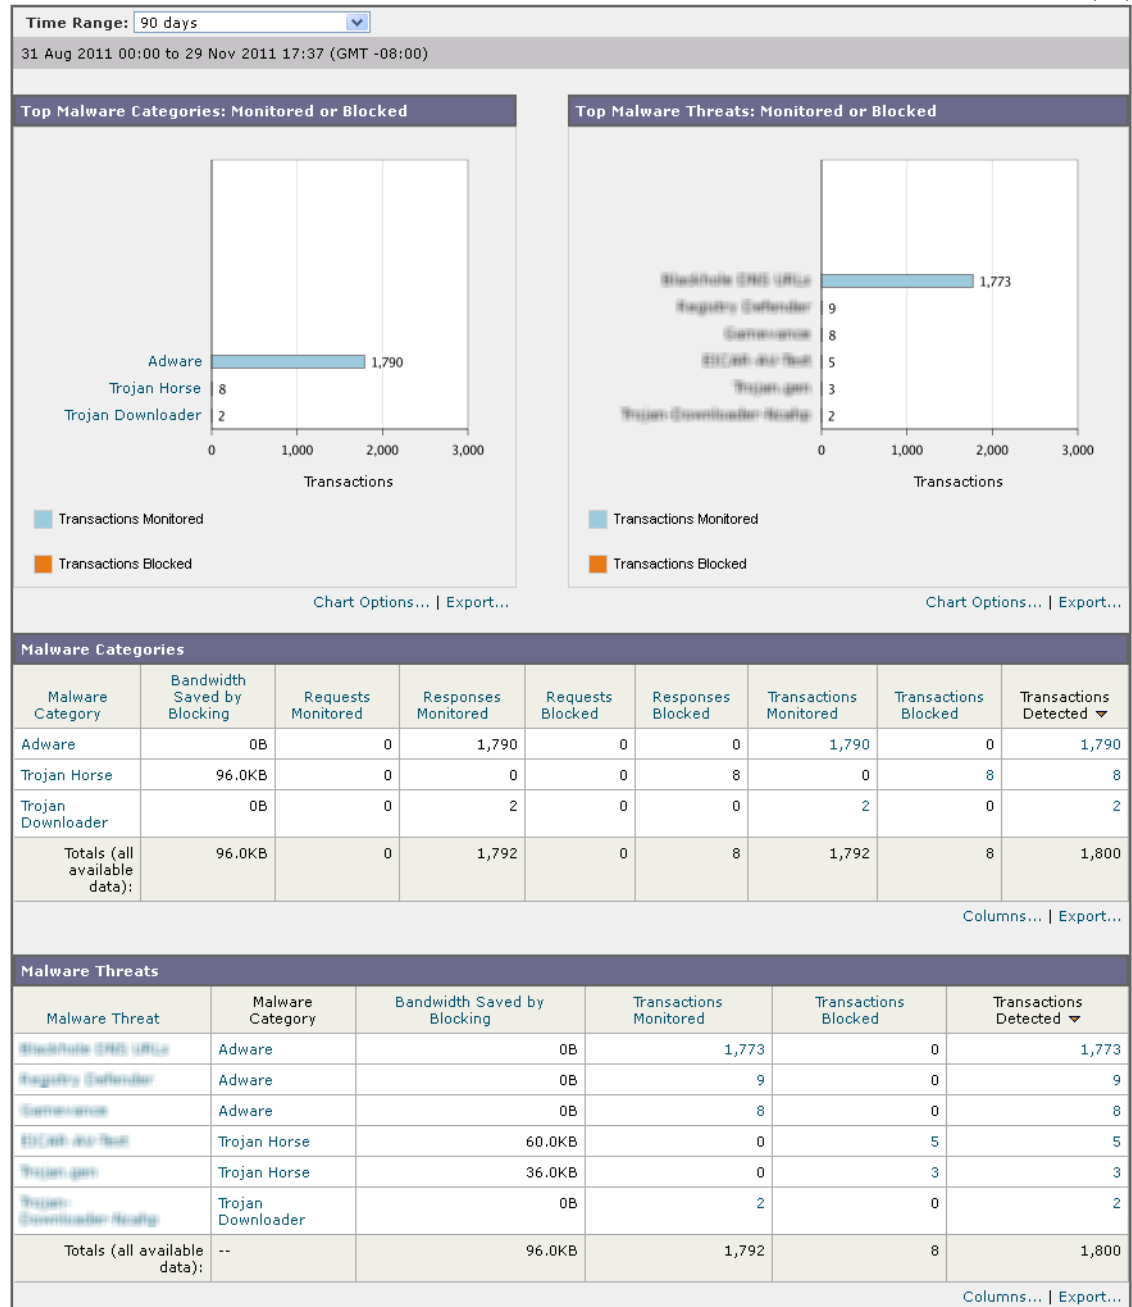 Time Range: 90 days
31 Aug 2011 00:00 to 29 Nov 2011 17:37 (GMT -08:00)
Top Malware Categories: Monitored or Blocked
Adware 1,790
Trojan Horse 8
Trojan Downloader 2
0 1,000 2,000 3,000
Transactions
Transactions Monitored
Transactions Blocked
Chart Options... | Export...
Top Malware Threats: Monitored or Blocked
1,773
9
8
5
3
2
0 1,000 2,000 3,000
Transactions
Transactions Monitored
Transactions Blocked
Chart Options... | Export...
Malware Categories
Malware Category Bandwidth Saved by Blocking Requests Monitored Responses Monitored Requests Blocked Responses Blocked Transactions Monitored Transactions Blocked Transactions Detected
Adware 0B 0 1,790 0 0 1,790 0 1,790
Trojan Horse 96.0KB 0 0 0 8 0 8 8
Trojan Downloader 0B 0 2 0 0 2 0 2
Totals (all available data): 96.0KB 0 1,792 0 8 1,792 8 1,800
Columns... | Export...
Malware Threats
Malware Threat Malware Category Bandwidth Saved by Blocking Transactions Monitored Transactions Blocked Transactions Detected
Adware 0B 1,773 0 1,773
Adware 0B 9 0 9
Adware 0B 8 0 8
Trojan Horse 60.0KB 0 5 5
Trojan Horse 36.0KB 0 3 3
Trojan Downloader 0B 2 0 2
Totals (all available data): -- 96.0KB 1,792 8 1,800
Columns... | Export...